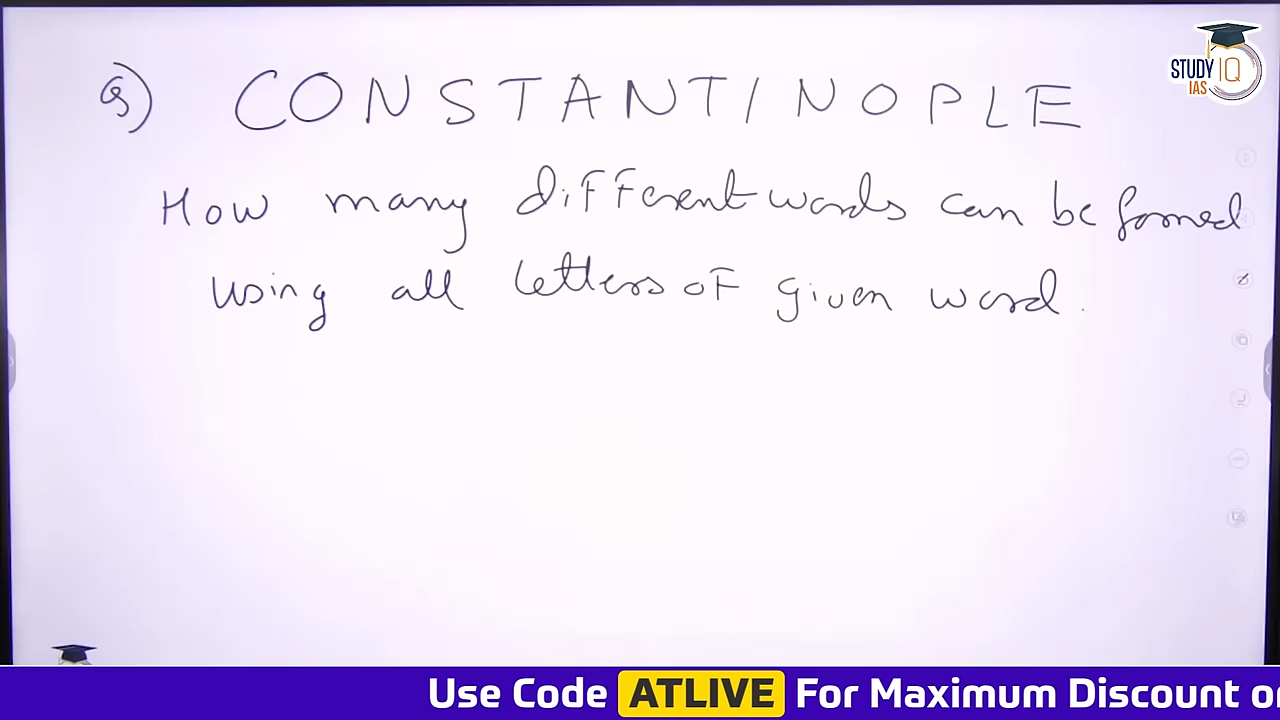 Q) CONSTANTINOPLE
STUDY IQ
IAS
How many different words can be formed
using all letters of given word.
Use Code ATLIVE For Maximum Discount o